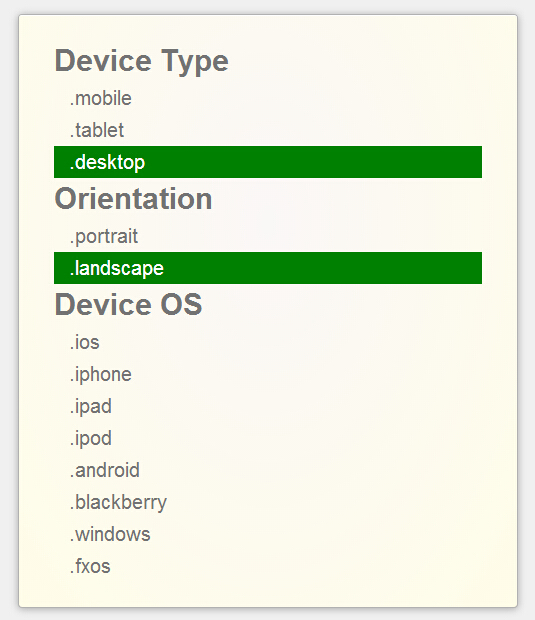 Device Type
.mobile
.tablet
.desktop
Orientation
.portrait
.landscape
Device OS
.ios
.iphone
.ipad
.ipod
.android
.blackberry
.windows
.fxos